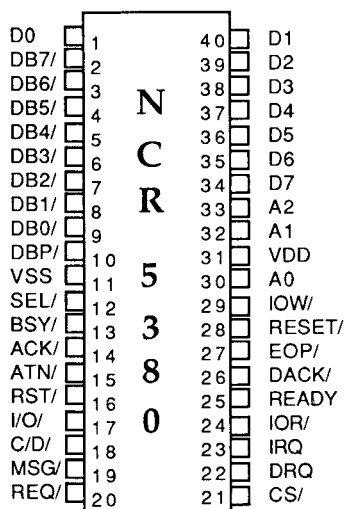 D0 1 40 D1
DB7/ 2 39 D2
DB6/ 3 38 D3
DB5/ 4 37 D4
DB4/ 5 36 D5
DB3/ 6 35 D6
DB2/ 7 34 D7
DB1/ 8 33 A2
DB0/ 9 32 A1
DBP/ 10 31 VDD
VSS 11 30 A0
SEL/ 12 29 IOW/
BSY/ 13 28 RESET/
ACK/ 14 27 EOP/
ATN/ 15 26 DACK/
RST/ 16 25 READY
I/O/ 17 24 IOR/
C/D/ 18 23 IRQ
MSG/ 19 22 DRQ
REQ/ 20 21 CS/
NCR 5380